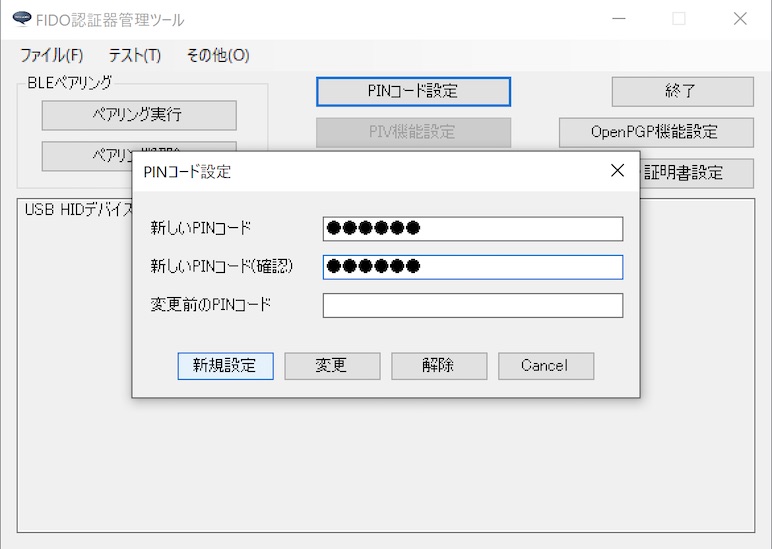 FIDO認証器管理ツール
ファイル(F) テスト(T) その他(O)
BLEペアリング
ペアリング実行
PINコード設定
終了
PIV機能設定
OpenPGP機能設定
証明書設定
USB HIDデバイス
PINコード設定
新しいPINコード
●●●●●●
新しいPINコード(確認)
●●●●●●
変更前のPINコード
新規設定 変更 解除 Cancel